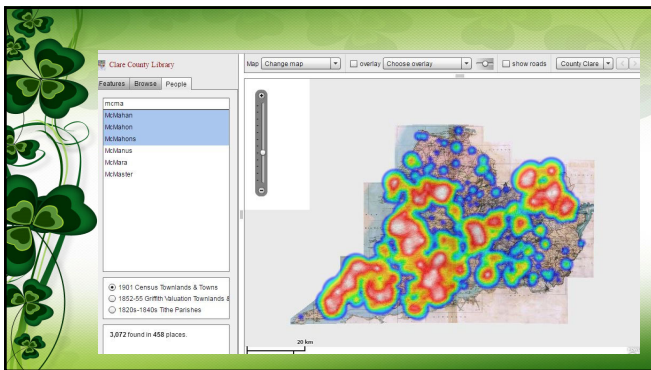 Clare County Library
Map Change map overlay Choose overlay show roads County Clare
Features Browse People
mcma
McMahan
McMahon
McMahons
McManus
McMara
McMaster
1901 Census Townlands & Towns
1852-55 Griffith Valuation Townlands &
1820s-1840s Tithe Parishes
3,072 found in 458 places.
20 km